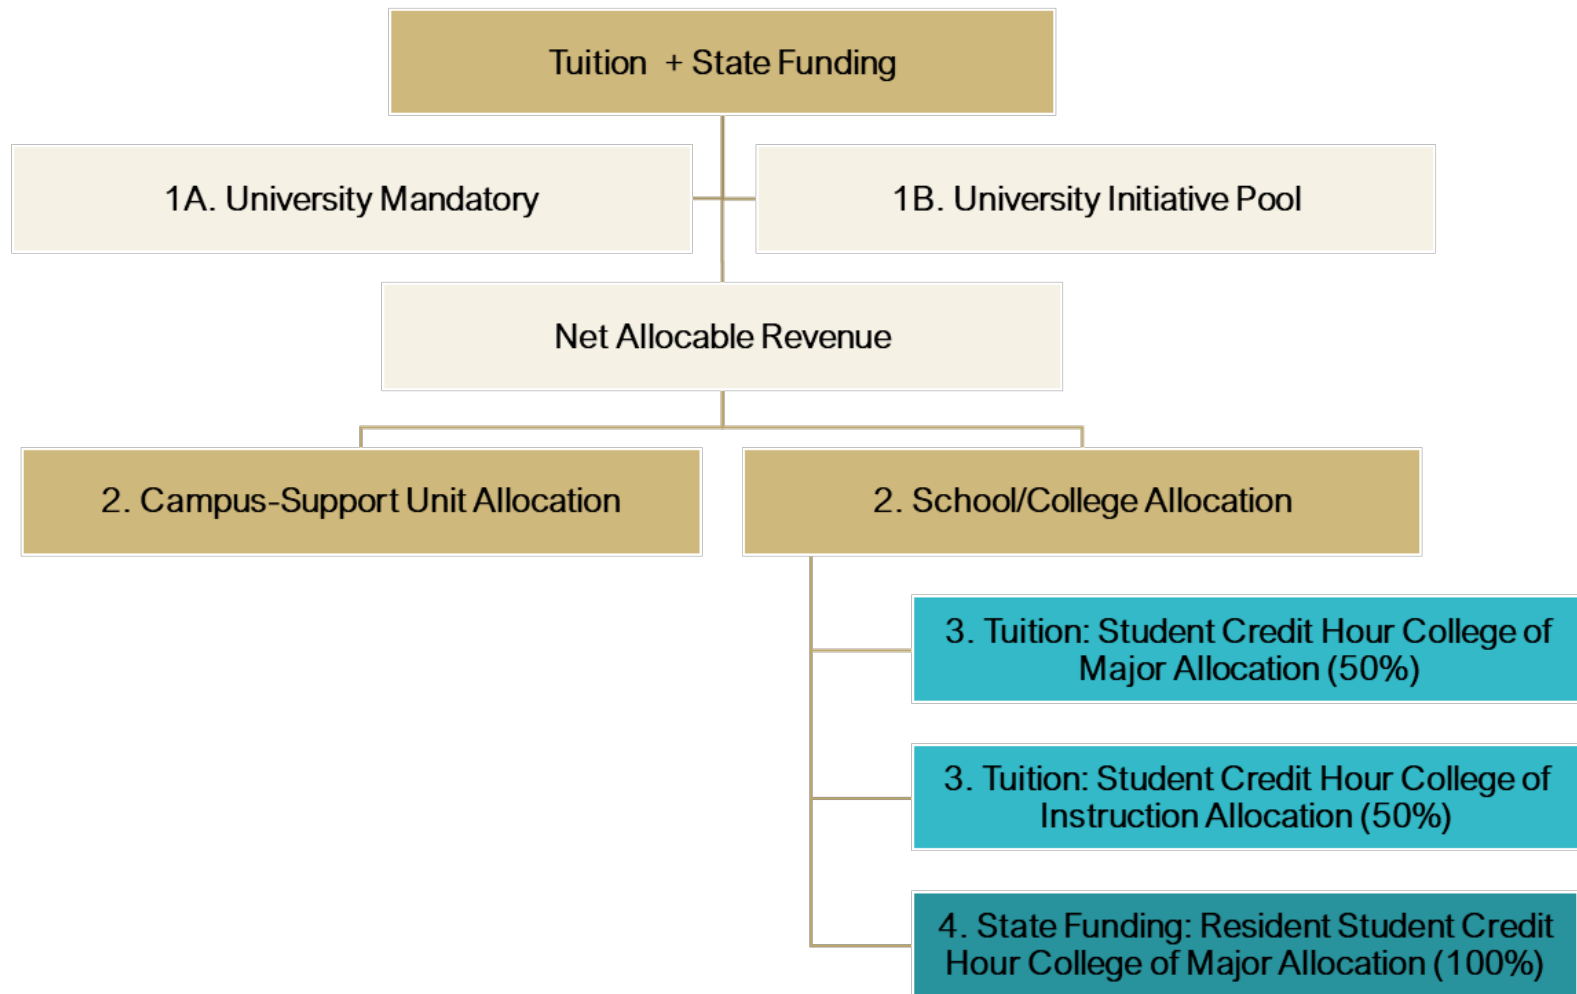 Tuition + State Funding
1A. University Mandatory
1B. University Initiative Pool
Net Allocable Revenue
2. Campus-Support Unit Allocation
2. School/College Allocation
3. Tuition: Student Credit Hour College of
Major Allocation (50%)
3. Tuition: Student Credit Hour College of
Instruction Allocation (50%)
4. State Funding: Resident Student Credit
Hour College of Major Allocation (100%)